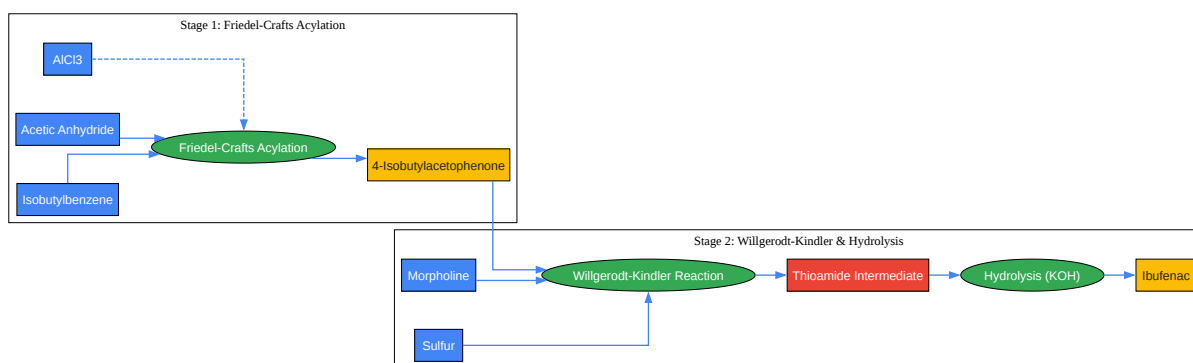 Stage 1: Friedel-Crafts Acylation
AlCl3
Acetic Anhydride
Friedel-Crafts Acylation
4-Isobutylacetophenone
Isobutylbenzene
Stage 2: Willgerodt-Kindler & Hydrolysis
Morpholine
Willgerodt-Kindler Reaction
Thioamide Intermediate
Hydrolysis (KOH)
Ibufenac
Sulfur